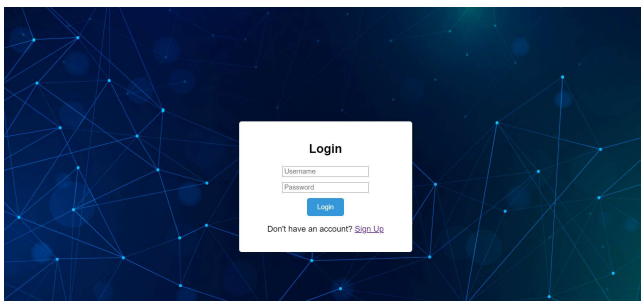 Login
Username
Password
Login
Don't have an account? Sign Up